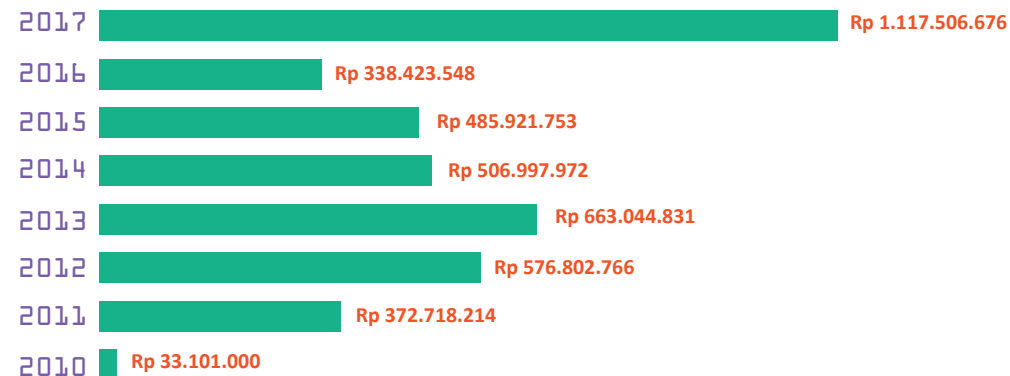 2017 Rp 1.117.506.676
2016 Rp 338.423.548
2015 Rp 485.921.753
2014 Rp 506.997.972
2013 Rp 663.044.831
2012 Rp 576.802.766
2011 Rp 372.718.214
2010 Rp 33.101.000